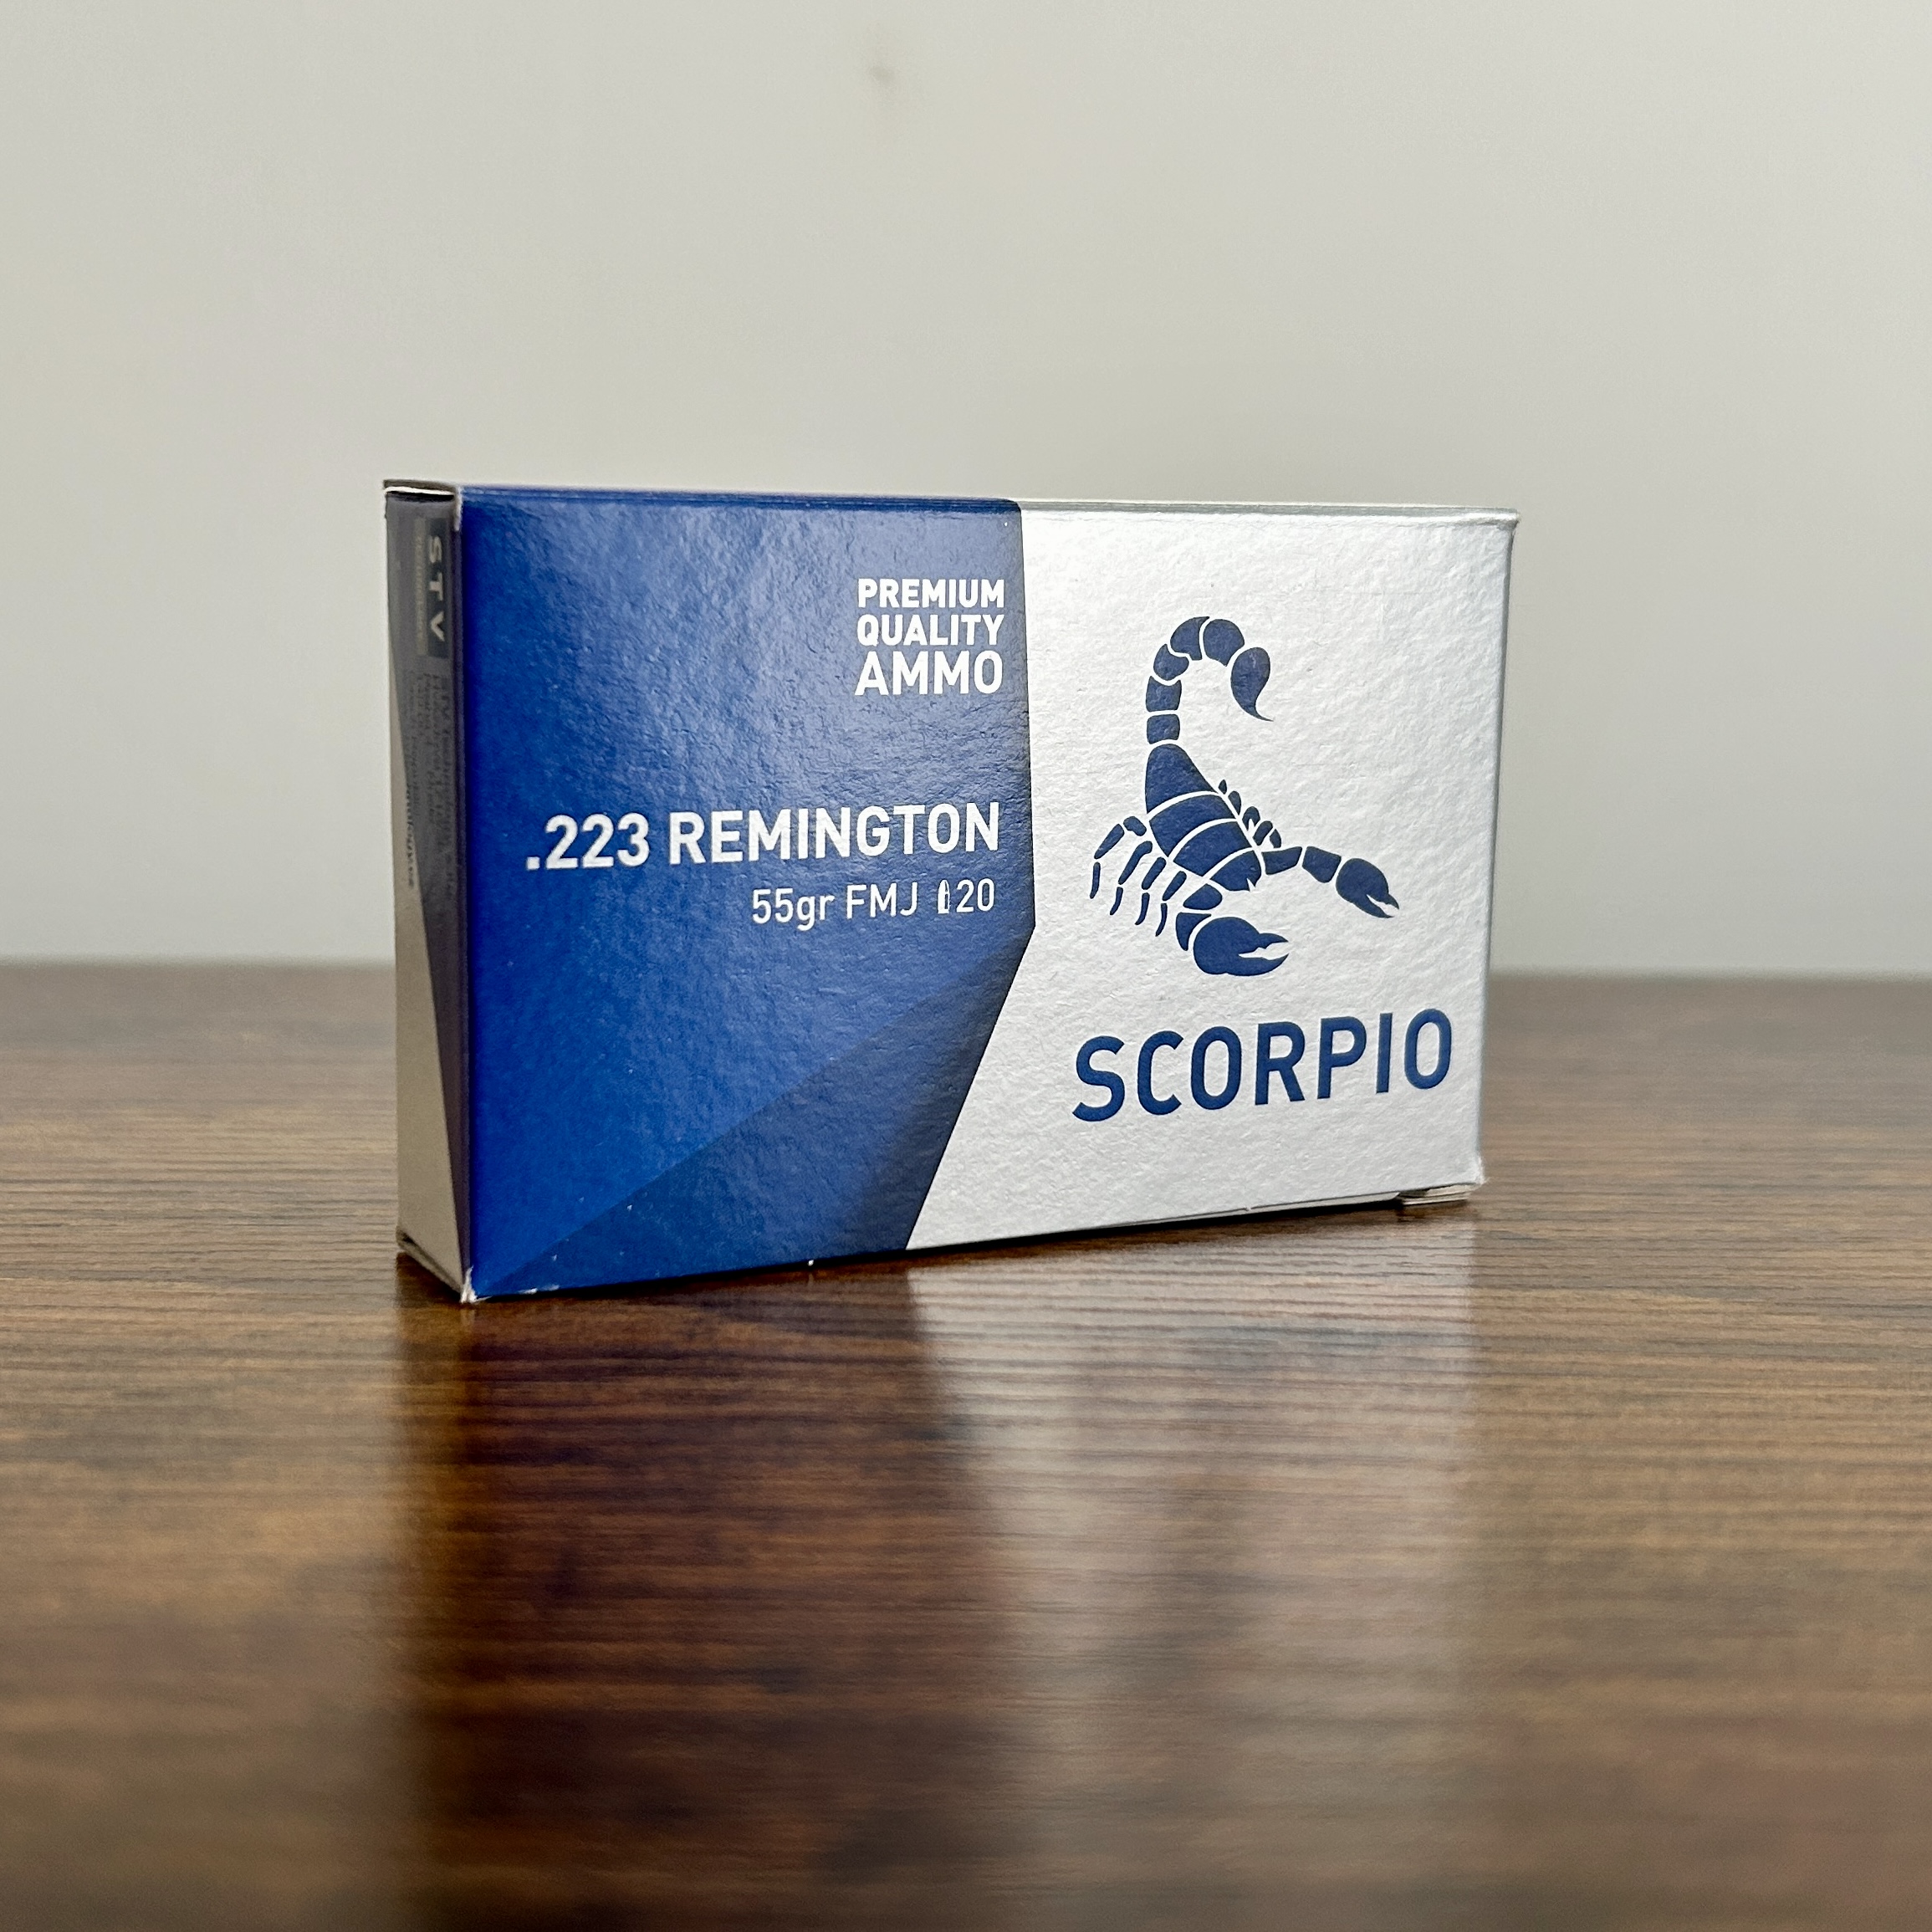 STV
PREMIUM
QUALITY
AMMO
.223 REMINGTON
55gr FMJ 20
SCORPIO